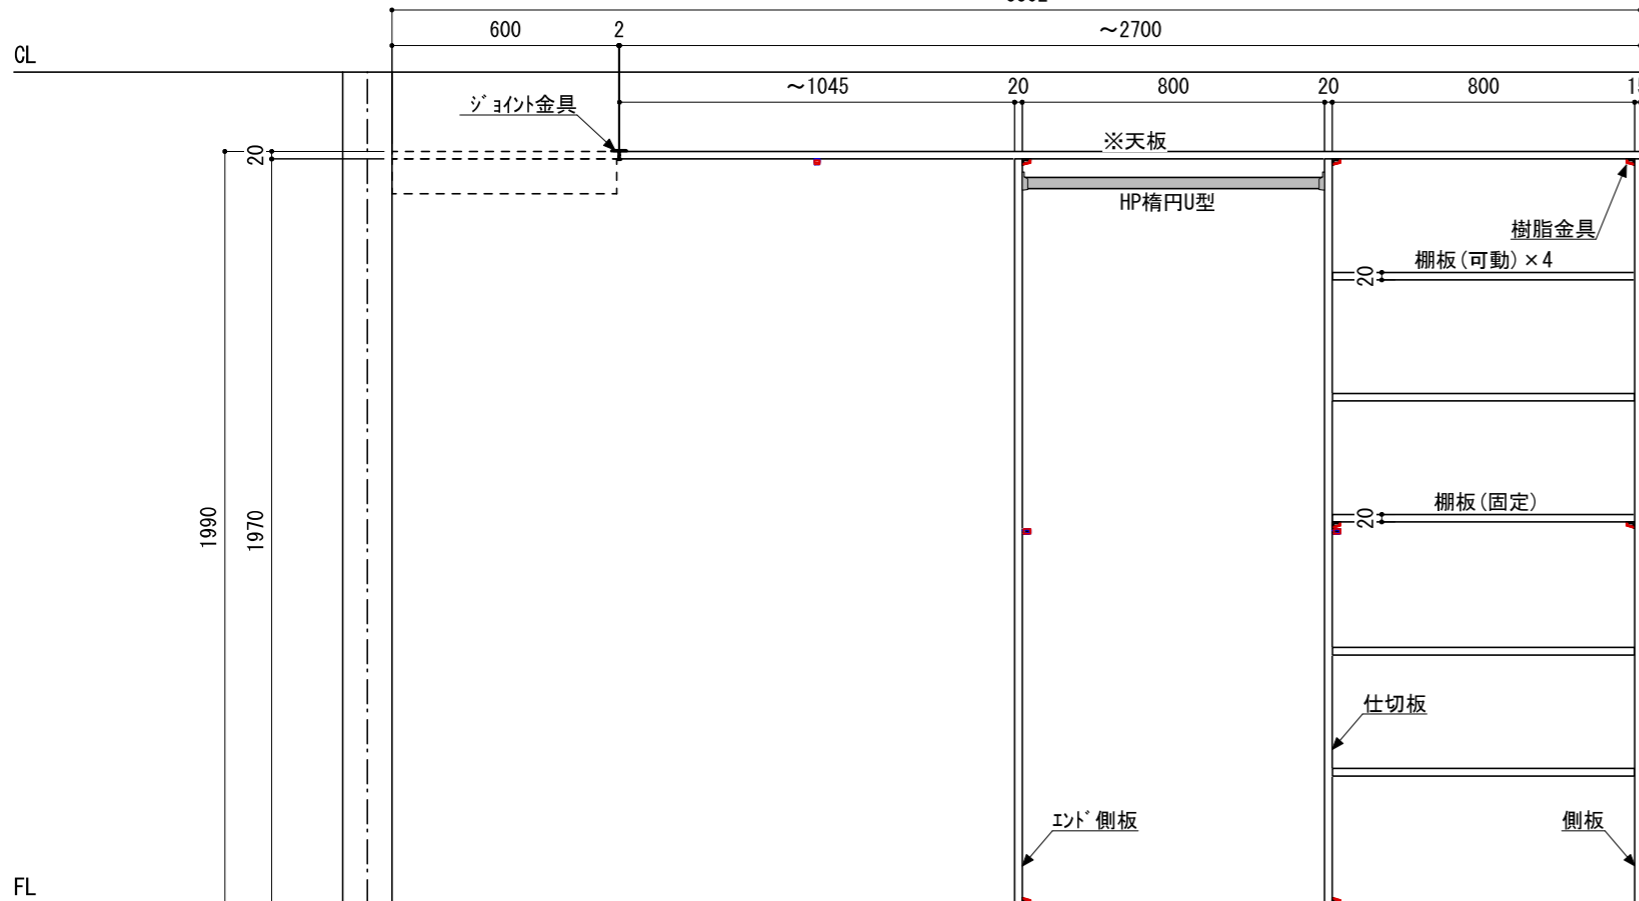 600
2
～2700
CL
～1045
20
800
20
800
ｼﾞｮｲﾝﾄ金具
20
※天板
HP楕円U型
樹脂金具
棚板(可動)×4
20
棚板(固定)
20
1990
1970
仕切板
ｴﾝﾄﾞ側板
側板
FL